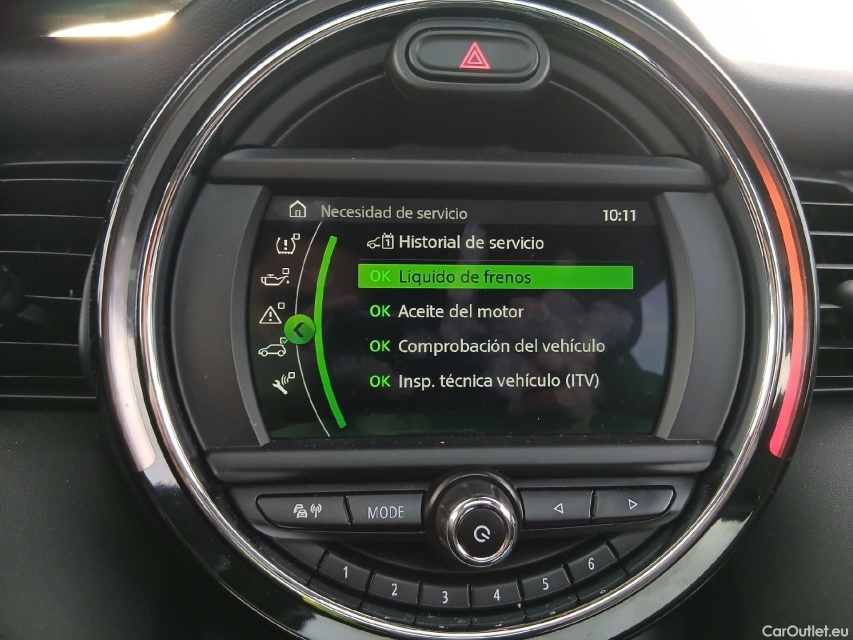 Necesidad de servicio 10:11
1 Historial de servicio
OK Líquido de frenos
OK Aceite del motor
OK Comprobación del vehículo
OK Insp. técnica vehículo (ITV)
MODE
1 2 3 4 5 6
CarOutlet.eu